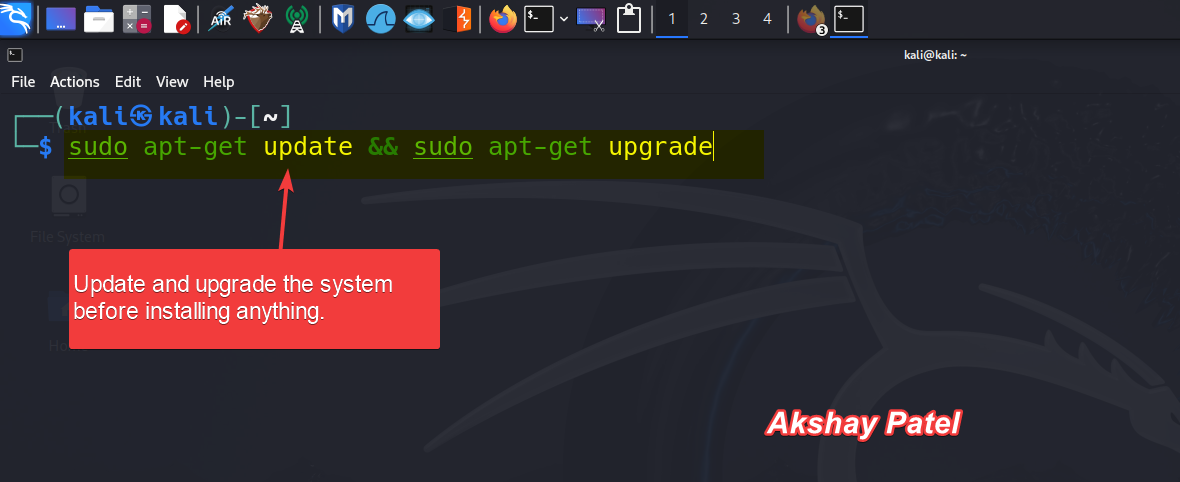 1 2 3 4
3
kali@kali: ~
File Actions Edit View Help
┌──(kali㉿kali)-[~]
└─$ sudo apt-get update && sudo apt-get upgrade
File System
Update and upgrade the system
before installing anything.
Akshay Patel